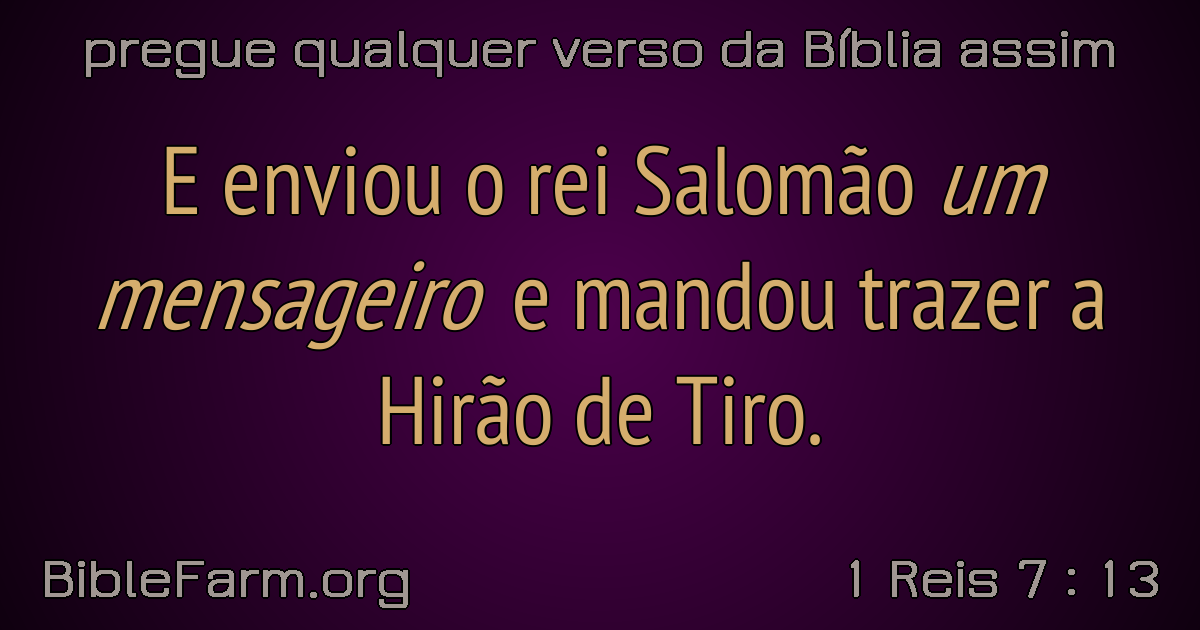 pregue qualquer verso da Bíblia assim
E enviou o rei Salomão um
mensageiro e mandou trazer a
Hirão de Tiro.
BibleFarm.org
1 Reis 7 : 13